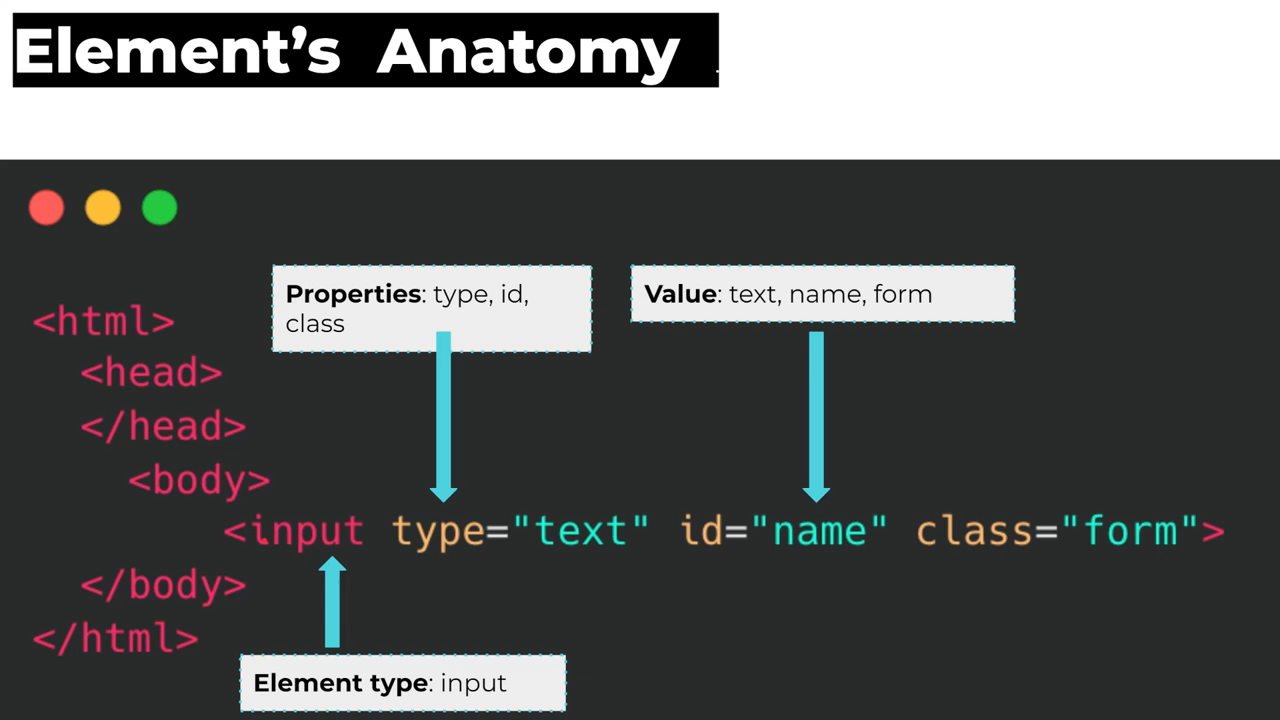 Element’s Anatomy
Properties: type, id,
class
Value: text, name, form
<html>
<head>
</head>
<body>
<input type="text" id="name" class="form">
</body>
</html>
Element type: input